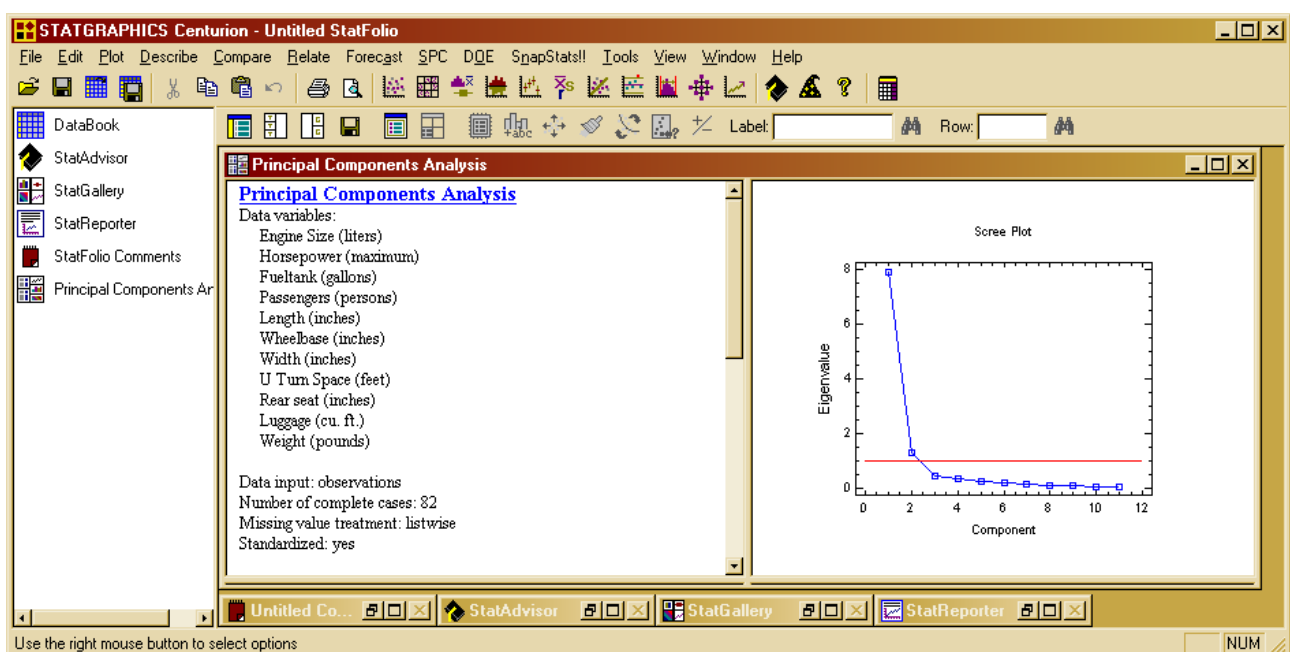 STATGRAPHICS Centurion - Untitled StatFolio
File Edit Plot Describe Compare Relate Forecast SPC DOE SnapStats!! Tools View Window Help
Label: Row:
DataBook
StatAdvisor
StatGallery
StatReporter
StatFolio Comments
Principal Components Ar
Principal Components Analysis
Principal Components Analysis
Data variables:
Engine Size (liters)
Horsepower (maximum)
Fueltank (gallons)
Passengers (persons)
Length (inches)
Wheelbase (inches)
Width (inches)
U Turn Space (feet)
Rear seat (inches)
Luggage (cu. ft.)
Weight (pounds)
Data input: observations
Number of complete cases: 82
Missing value treatment: listwise
Standardized: yes
Scree Plot
Eigenvalue
8
6
4
2
0
0 2 4 6 8 10 12
Component
Untitled Co... StatAdvisor StatGallery StatReporter
Use the right mouse button to select options
NUM